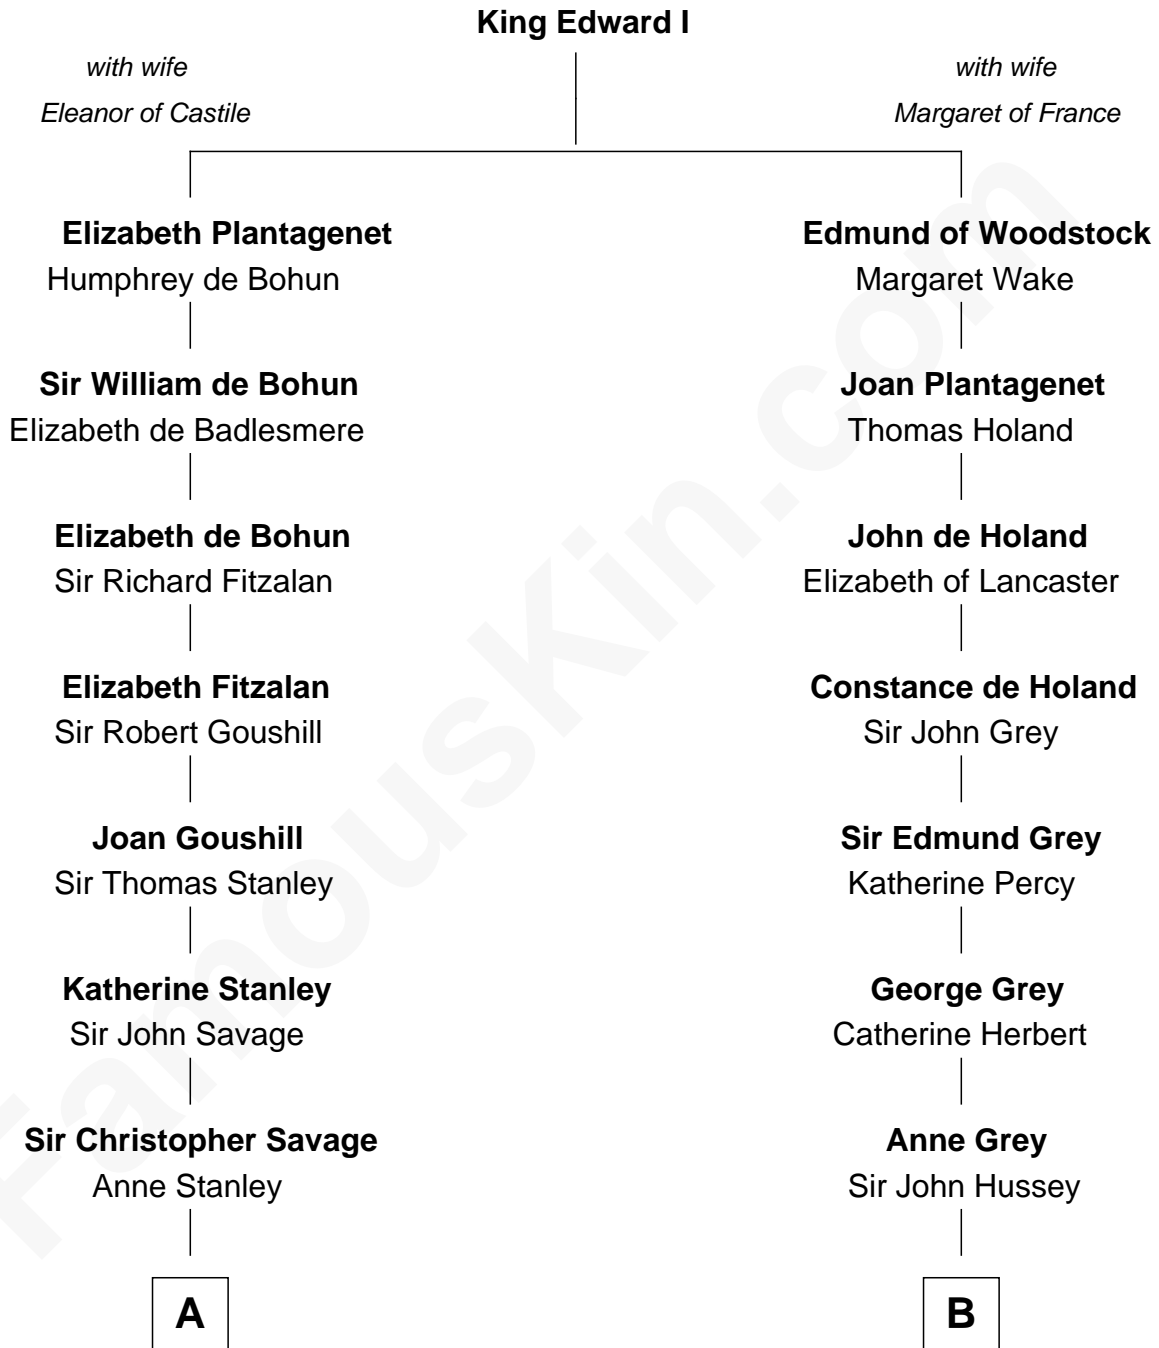 King Edward I
with wife
Eleanor of Castile
with wife
Margaret of France
Elizabeth Plantagenet
Humphrey de Bohun
Edmund of Woodstock
Margaret Wake
Sir William de Bohun
Elizabeth de Badlesmere
Joan Plantagenet
Thomas Holand
Elizabeth de Bohun
Sir Richard Fitzalan
John de Holand
Elizabeth of Lancaster
Elizabeth Fitzalan
Sir Robert Goushill
Constance de Holand
Sir John Grey
Joan Goushill
Sir Thomas Stanley
Sir Edmund Grey
Katherine Percy
Katherine Stanley
Sir John Savage
George Grey
Catherine Herbert
Sir Christopher Savage
Anne Stanley
Anne Grey
Sir John Hussey
A
B
FamousKin.com